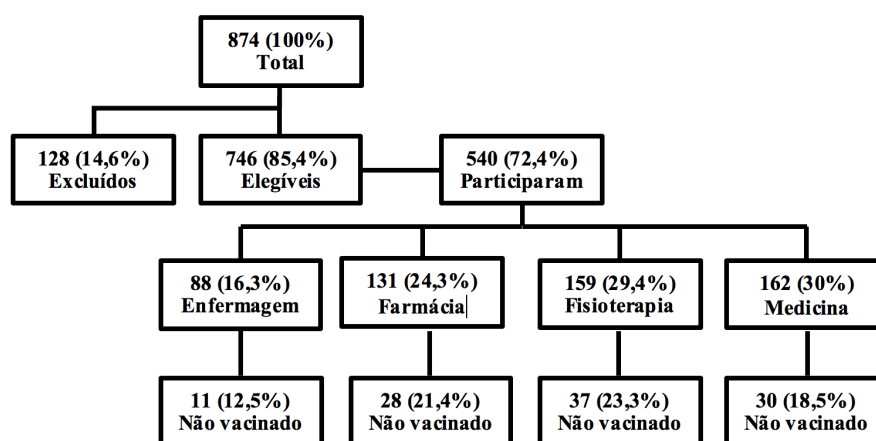 874 (100%)
Total
128 (14,6%)
Excluídos
746 (85,4%)
Elegíveis
540 (72,4%)
Participaram
88 (16,3%)
Enfermagem
131 (24,3%)
Farmácia
159 (29,4%)
Fisioterapia
162 (30%)
Medicina
11 (12,5%)
Não vacinado
28 (21,4%)
Não vacinado
37 (23,3%)
Não vacinado
30 (18,5%)
Não vacinado